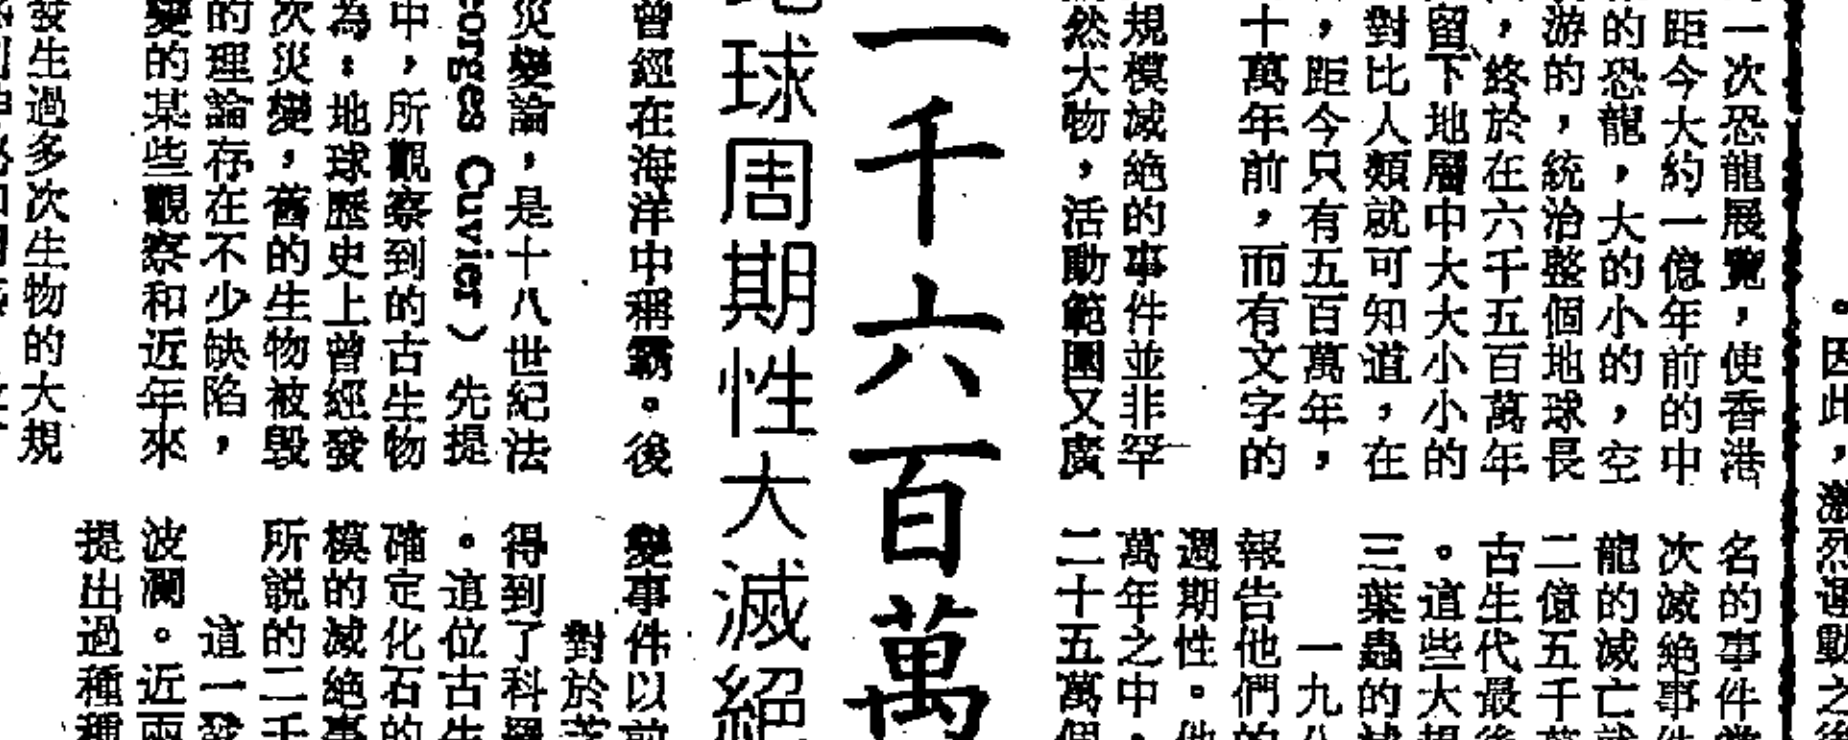 。因此，激烈運動之後
一次恐龍展覽，使香港
距今大約一億年前的中
的恐龍，大的小的，空
游的，統治整個地球長
，終於在六千五百萬年
留下地層中大大小小的
對比人類就可知道，在
，距今只有五百萬年，
十萬年前，而有文字的
規模滅絕的事件並非罕
然大物，活動範圍又廣
名的事件當
次滅絕事件
龍的滅亡就
二億五千萬
古生代最後
。這些大規
三葉蟲的滅
一九八
報告他們的
週期性。他
萬年之中，
二十五萬個
一千六百萬
地球周期性大滅絕
曾經在海洋中稱霸。後
災變論，是十八世紀法
eorges Cuvier）先提
中，所觀察到的古生物
為：地球歷史上曾經發
次災變，舊的生物被毀
的理論存在不少缺陷，
變的某些觀察和近年來
發生過多次生物的大規
變事件以前
對於
得到了科學
。這位古生
確定化石的
模的滅絕事
所說的二千
這一發
波瀾。近兩
提出過種種